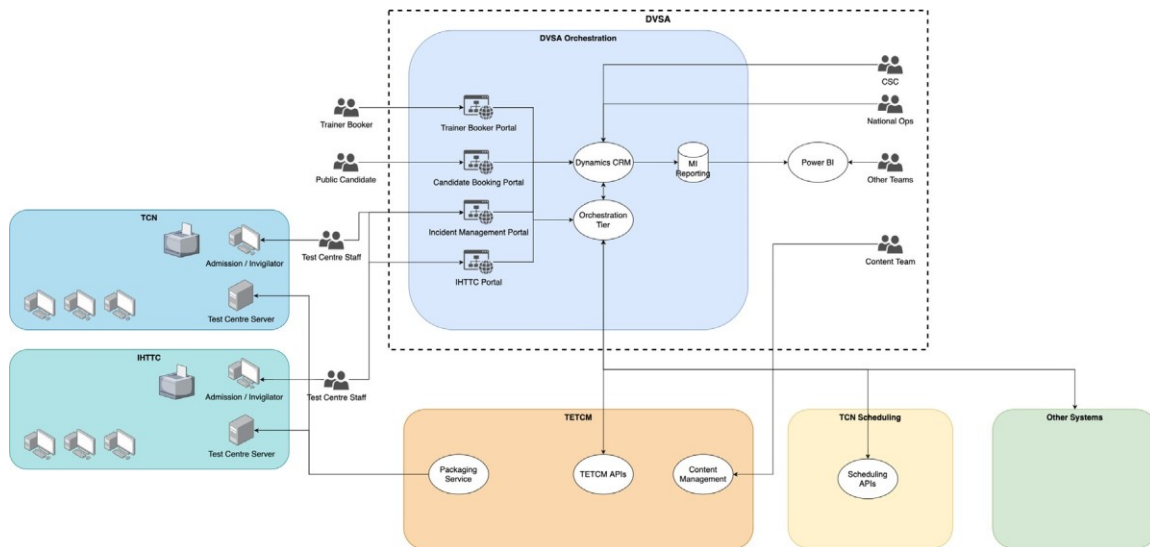 DVSA
DVSA Orchestration
CSC
Trainer Booker
Trainer Booker Portal
National Ops
Public Candidate
Candidate Booking Portal
Dynamics CRM
MI
Reporting
Power BI
Other Teams
TCN
Admission / Invigilator
Test Centre Staff
Incident Management Portal
Orchestration
Tier
Content Team
IHTTC Portal
Test Centre Server
IHTTC
Admission / Invigilator
Test Centre Staff
Test Centre Server
TETCM
TCN Scheduling
Other Systems
Packaging
Service
TETCM APIs
Content
Management
Scheduling
APIs